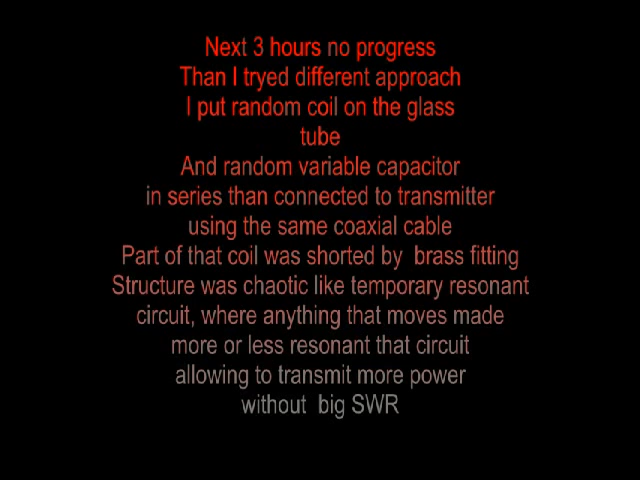 Next 3 hours no progress
Than I tryed different approach
I put random coil on the glass
tube
And random variable capacitor
in series than connected to transmitter
using the same coaxial cable
Part of that coil was shorted by  brass fitting
Structure was chaotic like temporary resonant
circuit, where anything that moves made
more or less resonant that circuit
allowing to transmit more power
without  big SWR